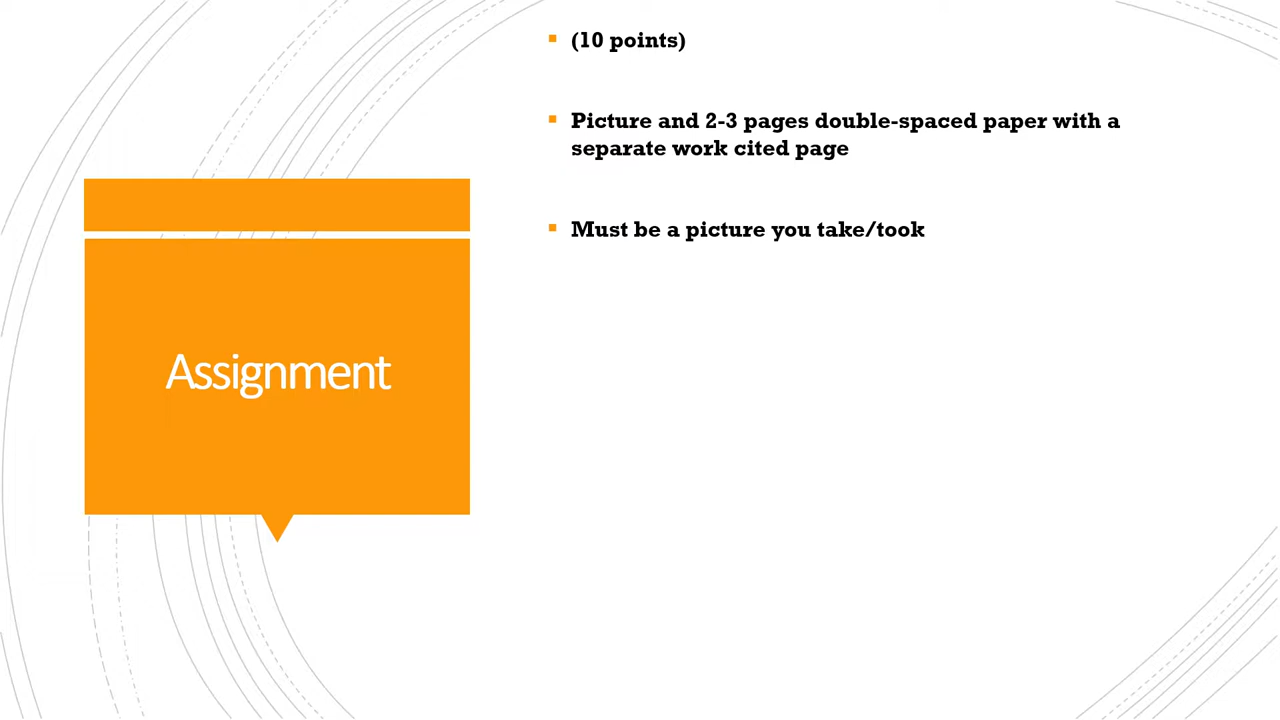 Assignment
(10 points)
Picture and 2-3 pages double-spaced paper with a
separate work cited page
Must be a picture you take/took